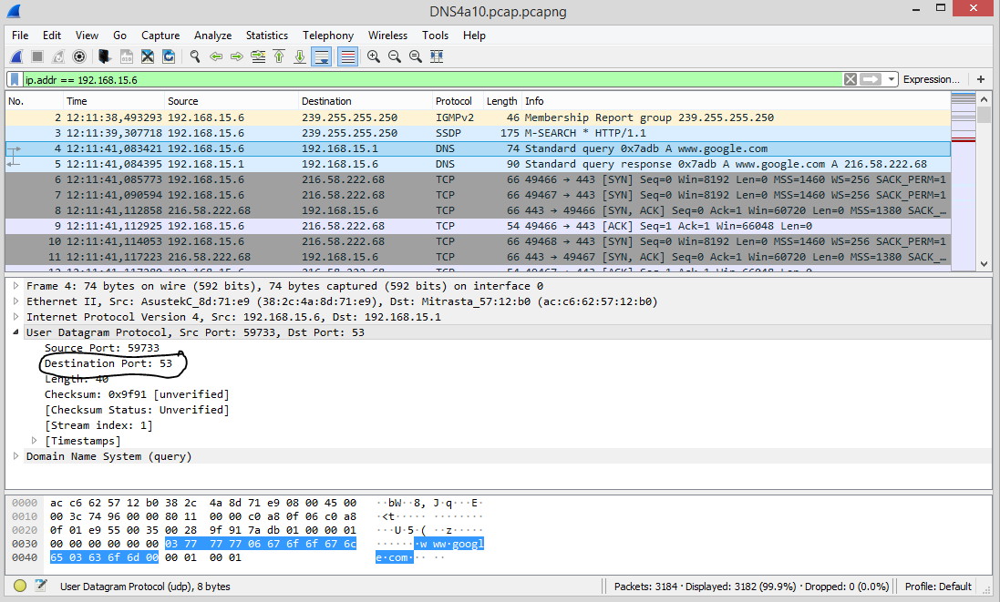 DNS4a10.pcap.pcapng
File Edit View Go Capture Analyze Statistics Telephony Wireless Tools Help
ip.addr == 192.168.15.6 Expression... +
No. Time Source Destination Protocol Length Info
2 12:11:38,493293 192.168.15.6 239.255.255.250 IGMPv2 46 Membership Report group 239.255.255.250
3 12:11:39,307718 192.168.15.6 239.255.255.250 SSDP 175 M-SEARCH * HTTP/1.1
4 12:11:41,083421 192.168.15.6 192.168.15.1 DNS 74 Standard query 0x7adb A www.google.com
5 12:11:41,084395 192.168.15.1 192.168.15.6 DNS 90 Standard query response 0x7adb A www.google.com A 216.58.222.68
6 12:11:41,085773 192.168.15.6 216.58.222.68 TCP 66 49466 → 443 [SYN] Seq=0 Win=8192 Len=0 MSS=1460 WS=256 SACK_PERM=1
7 12:11:41,090594 192.168.15.6 216.58.222.68 TCP 66 49467 → 443 [SYN] Seq=0 Win=8192 Len=0 MSS=1460 WS=256 SACK_PERM=1
8 12:11:41,112858 216.58.222.68 192.168.15.6 TCP 66 443 → 49466 [SYN, ACK] Seq=0 Ack=1 Win=60720 Len=0 MSS=1380 SACK_…
9 12:11:41,112925 192.168.15.6 216.58.222.68 TCP 54 49466 → 443 [ACK] Seq=1 Ack=1 Win=66048 Len=0
10 12:11:41,114053 192.168.15.6 216.58.222.68 TCP 66 49468 → 443 [SYN] Seq=0 Win=8192 Len=0 MSS=1460 WS=256 SACK_PERM=1
11 12:11:41,117223 216.58.222.68 192.168.15.6 TCP 66 443 → 49467 [SYN, ACK] Seq=0 Ack=1 Win=60720 Len=0 MSS=1380 SACK_…
Frame 4: 74 bytes on wire (592 bits), 74 bytes captured (592 bits) on interface 0
Ethernet II, Src: AsustekC_8d:71:e9 (38:2c:4a:8d:71:e9), Dst: Mitrasta_57:12:b0 (ac:c6:62:57:12:b0)
Internet Protocol Version 4, Src: 192.168.15.6, Dst: 192.168.15.1
User Datagram Protocol, Src Port: 59733, Dst Port: 53
Source Port: 59733
Destination Port: 53
Length: 40
Checksum: 0x9f91 [unverified]
[Checksum Status: Unverified]
[Stream index: 1]
[Timestamps]
Domain Name System (query)
0000 ac c6 62 57 12 b0 38 2c 4a 8d 71 e9 08 00 45 00 ··bW··8, J·q···E·
0010 00 3c 74 96 00 00 80 11 00 00 c0 a8 0f 06 c0 a8 ·<t····· ········
0020 0f 01 e9 55 00 35 00 28 9f 91 7a db 01 00 00 01 ···U·5·( ··z·····
0030 00 00 00 00 00 00 03 77 77 77 06 67 6f 6f 67 6c ·······w ww·googl
0040 65 03 63 6f 6d 00 00 01 00 01 e·com··· ··
User Datagram Protocol (udp), 8 bytes Packets: 3184 · Displayed: 3182 (99.9%) · Dropped: 0 (0.0%) Profile: Default